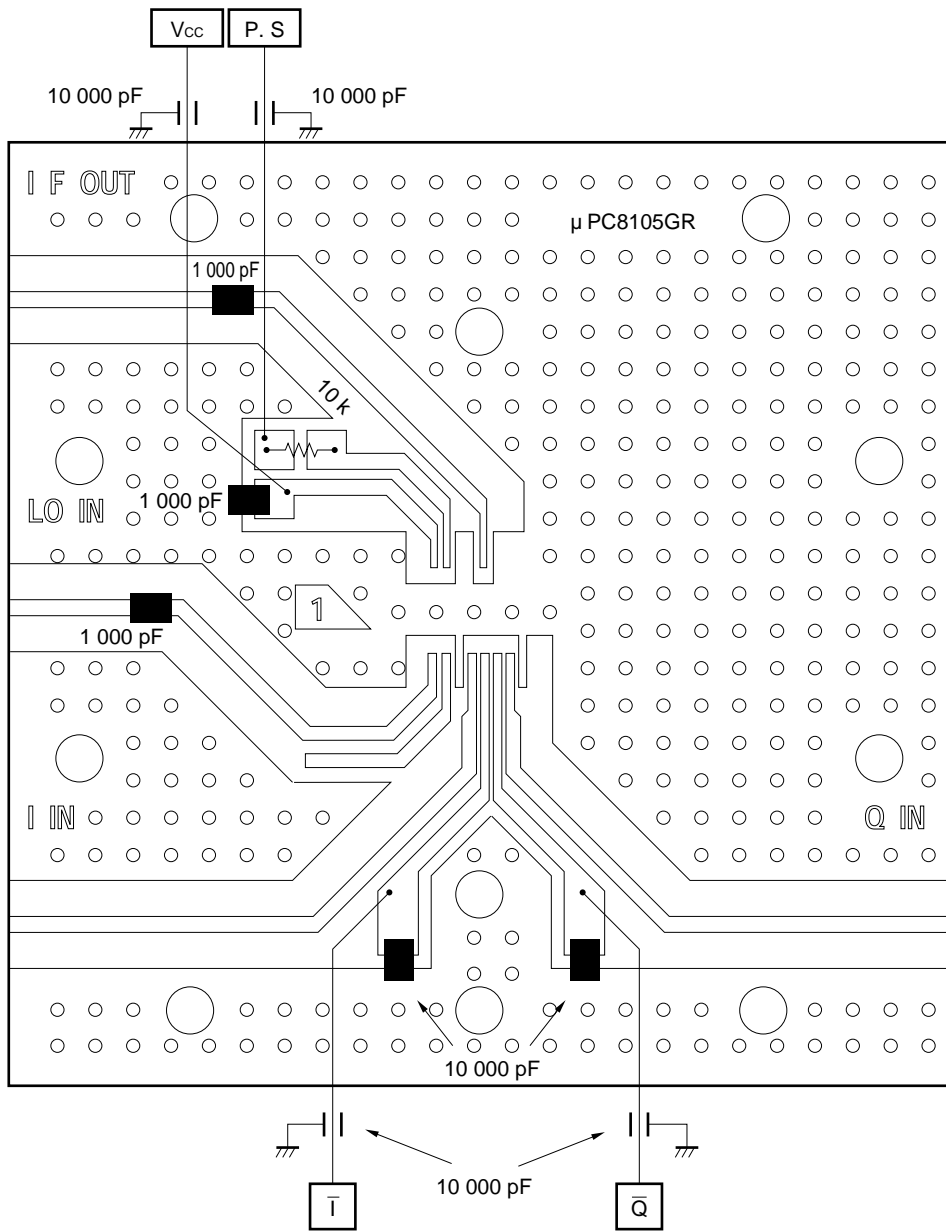 Vcc P. S
10 000 pF 10 000 pF
I F OUT
µ PC8105GR
1 000 pF
10 k
1 000 pF
LO IN
1
1 000 pF
I IN
Q IN
10 000 pF
10 000 pF
I̅ Q̅